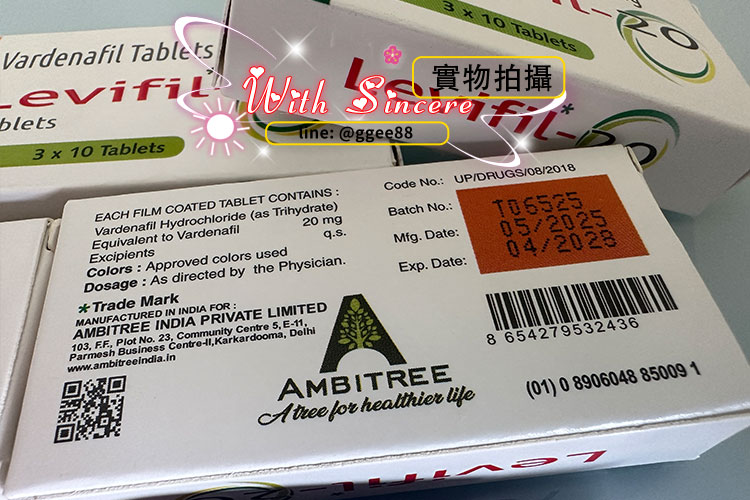 Vardenafil Tablets
Levifil*
blets
3 x 10 Tablets
3 x 10 Tablets
Levifil-20
實物拍攝
With Sincere
line: @ggee88
EACH FILM COATED TABLET CONTAINS :
Vardenafil Hydrochloride (as Trihydrate)
Equivalent to Vardenafil 20 mg
Excipients q.s.
Colors : Approved colors used
Dosage : As directed by the Physician.
*Trade Mark
MANUFACTURED IN INDIA FOR :
AMBITREE INDIA PRIVATE LIMITED
103, F.F., Plot No. 23, Community Centre 5, E-11,
Parmesh Business Centre-II,Karkardooma, Delhi
www.ambitreeindia.in
Code No.: UP/DRUGS/08/2018
Batch No.: T06525
Mfg. Date: 05/2025
Exp. Date: 04/2028
AMBITREE
A tree for healthier life
8 654279532436
(01) 0 8906048 85009 1
Levifil-20